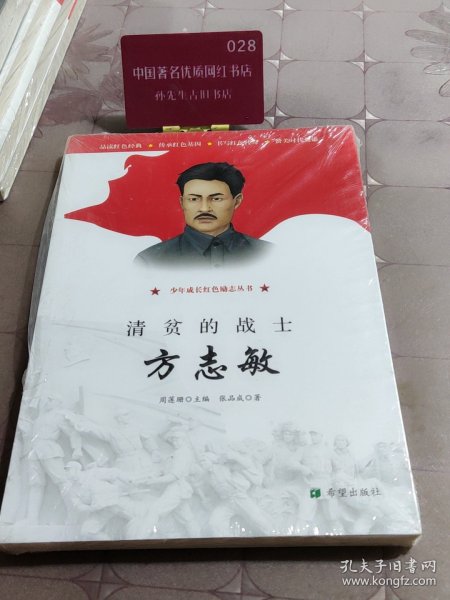 028
中国著名优质网红书店
孙先生古旧书店
品读红色经典 ★ 传承红色基因 ★
★ 少年成长红色励志丛书 ★
清贫的战士
方志敏
周莲珊◎主编 张品成◎著
希望出版社
孔夫子旧书网
www.kongfz.com